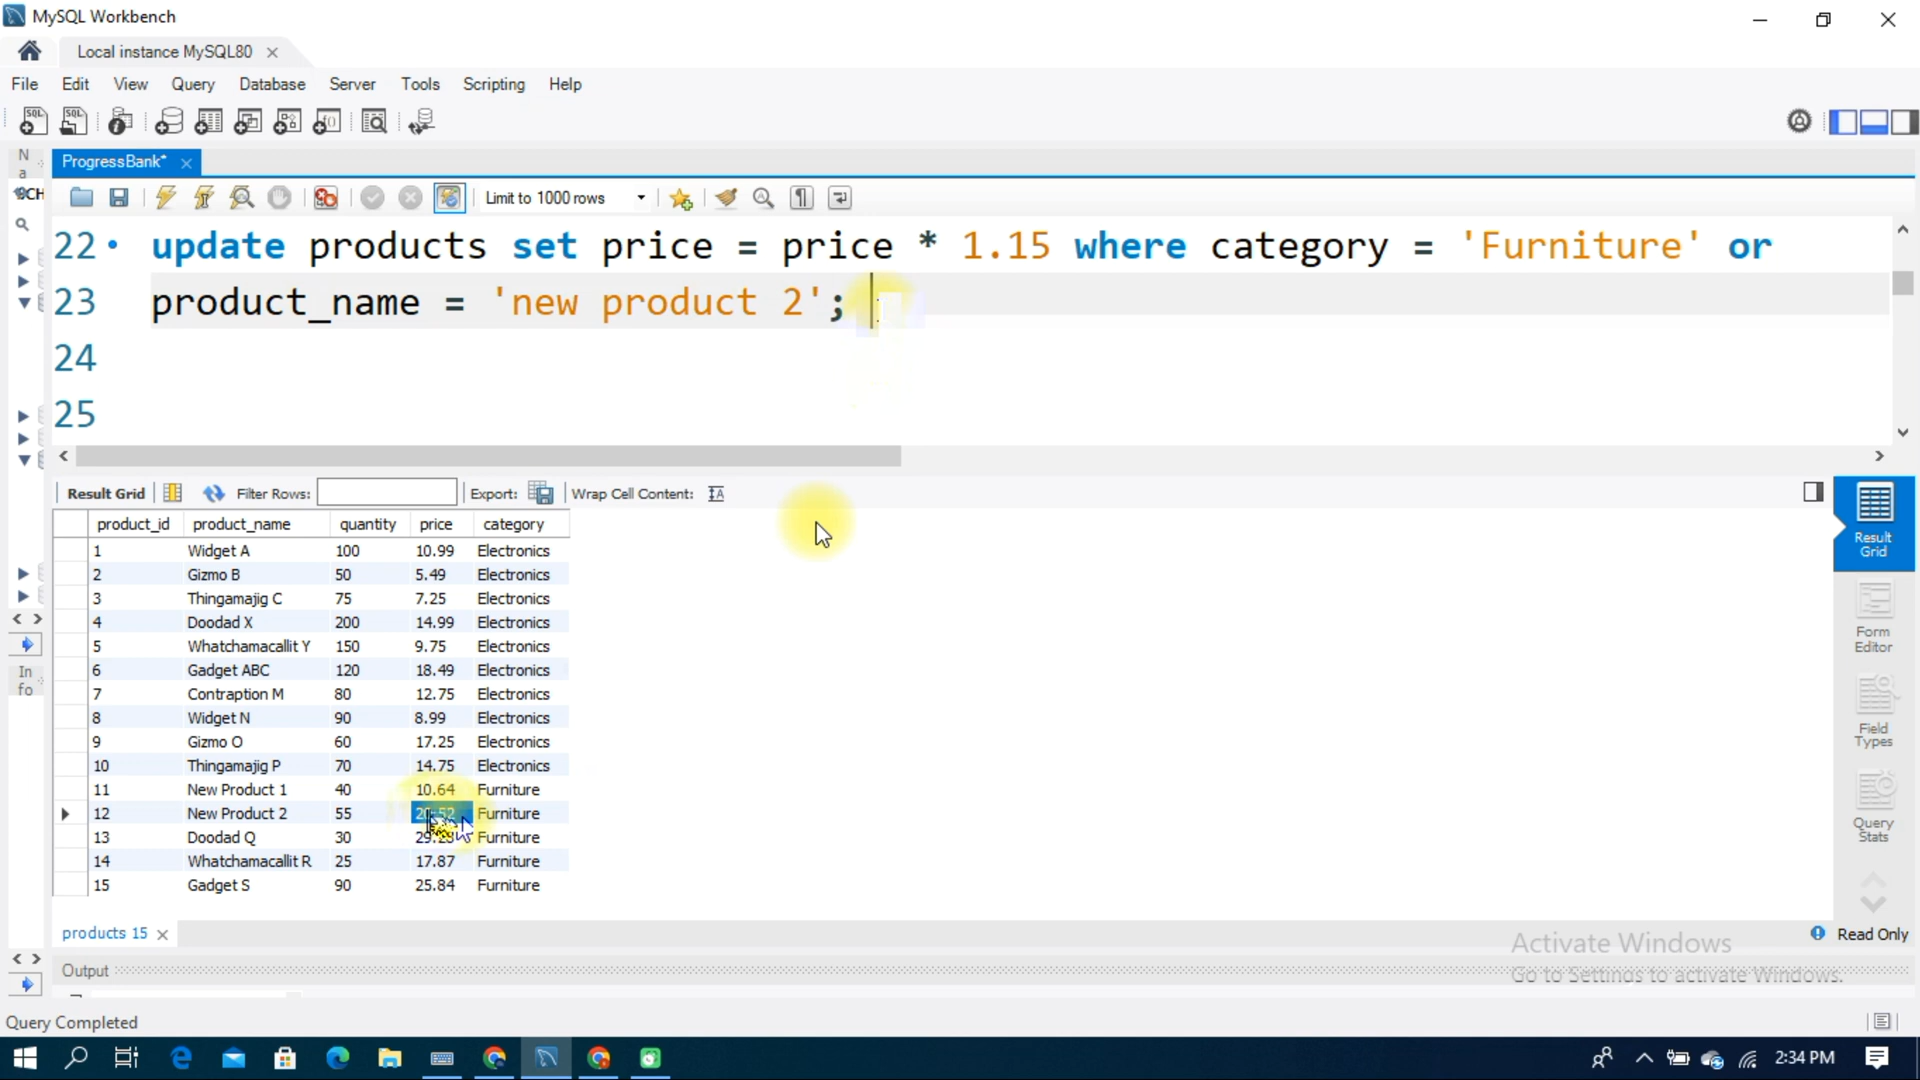 MySQL Workbench
Local instance MySQL80
File Edit View Query Database Server Tools Scripting Help
N
a
ProgressBank*
Limit to 1000 rows
22 update products set price = price * 1.15 where category = 'Furniture' or
23 product_name = 'new product 2';
24
25
Result Grid Filter Rows: Export: Wrap Cell Content:
product_id product_name quantity price category
1 Widget A 100 10.99 Electronics
2 Gizmo B 50 5.49 Electronics
3 Thingamajig C 75 7.25 Electronics
4 Doodad X 200 14.99 Electronics
5 Whatchamacallit Y 150 9.75 Electronics
6 Gadget ABC 120 18.49 Electronics
7 Contraption M 80 12.75 Electronics
8 Widget N 90 8.99 Electronics
9 Gizmo O 60 17.25 Electronics
10 Thingamajig P 70 14.75 Electronics
11 New Product 1 40 10.64 Furniture
12 New Product 2 55 Furniture
13 Doodad Q 30 Furniture
14 Whatchamacallit R 25 17.87 Furniture
15 Gadget S 90 25.84 Furniture
In
fo
Result
Grid
Form
Editor
Field
Types
Query
Stats
products 15
Read Only
Activate Windows
Go to Settings to activate Windows.
Output
Query Completed
2:34 PM